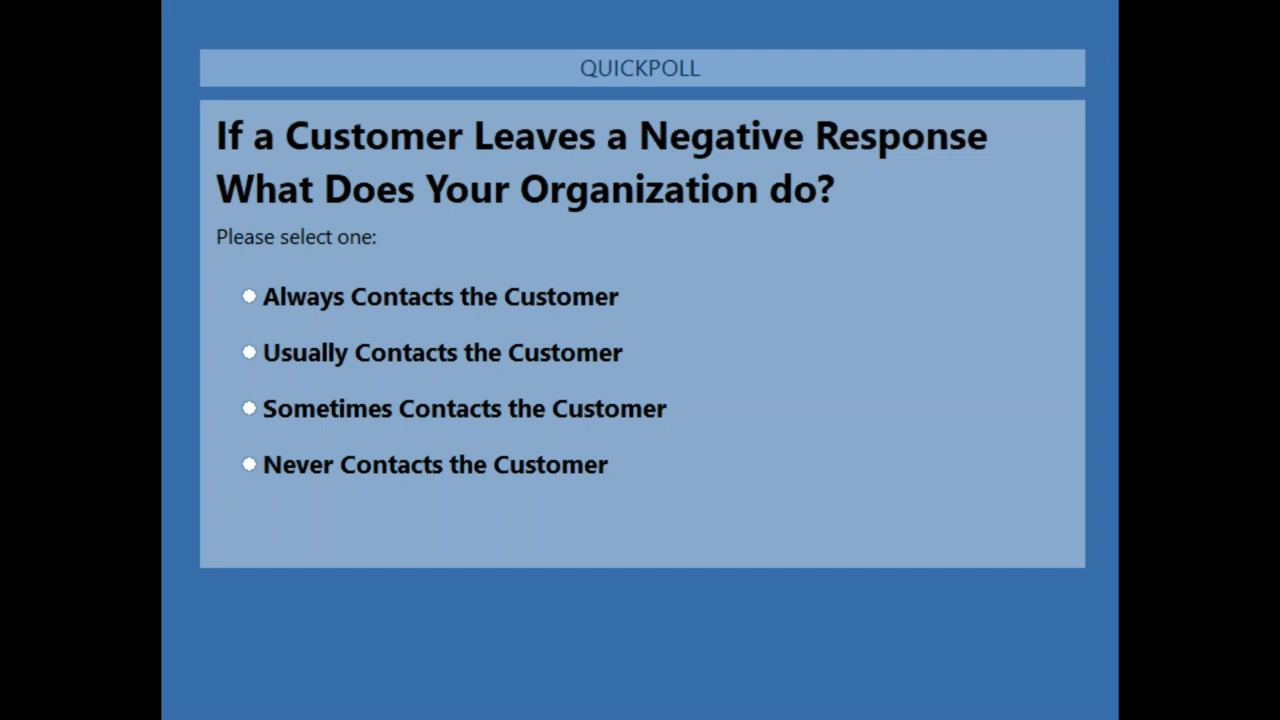 QUICKPOLL
If a Customer Leaves a Negative Response
What Does Your Organization do?
Please select one:
Always Contacts the Customer
Usually Contacts the Customer
Sometimes Contacts the Customer
Never Contacts the Customer